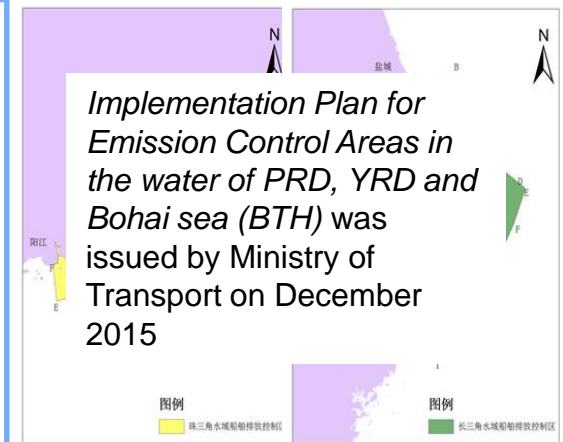 N
N
盐城
B
Implementation Plan for
Emission Control Areas in
the water of PRD, YRD and
Bohai sea (BTH) was
issued by Ministry of
Transport on December
2015
D
E
F
阳江
F
E
图例
珠三角水域船舶排放控制区
图例
长三角水域船舶排放控制区